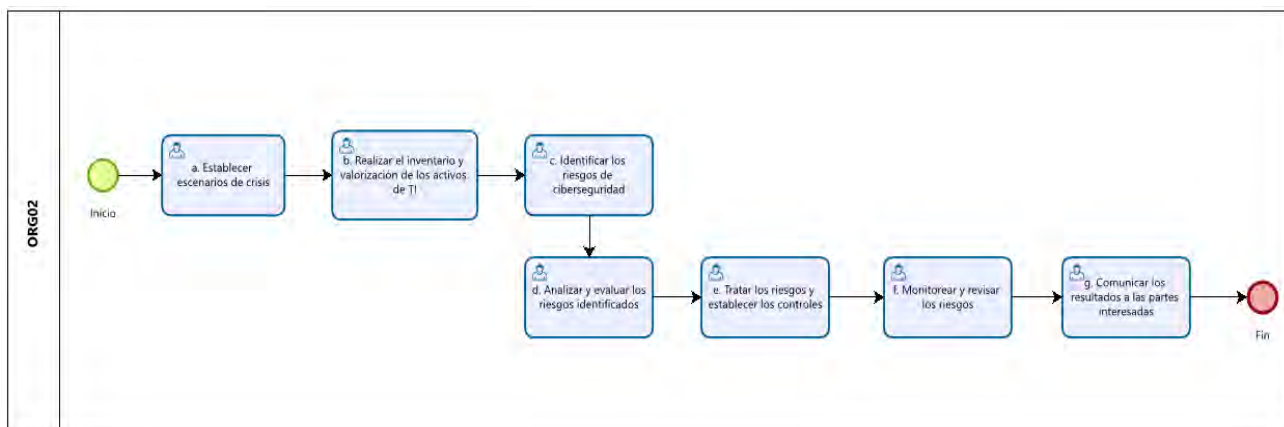 ORG02
Inicio
a. Establecer
escenarios de crisis
b. Realizar el inventario y
valorización de los activos
de TI
c. Identificar los
riesgos de
ciberseguridad
d. Analizar y evaluar los
riesgos identificados
e. Tratar los riesgos y
establecer los controles
f. Monitorear y revisar
los riesgos
g. Comunicar los
resultados a las partes
interesadas
Fin